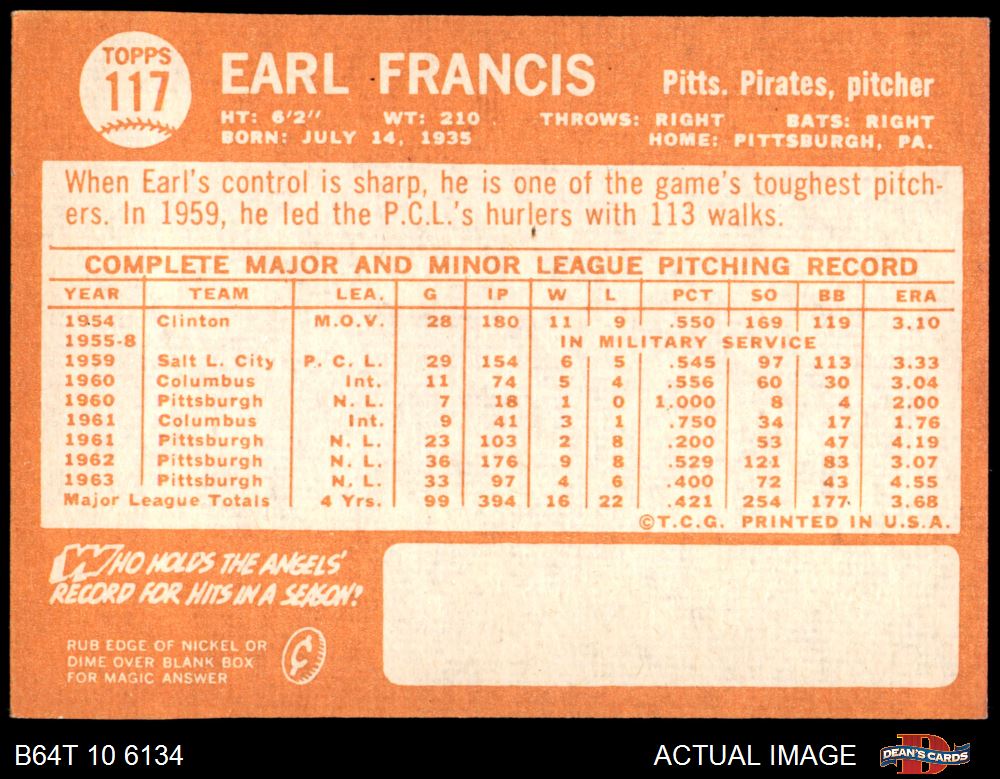 TOPPS
117
EARL FRANCIS
Pitts. Pirates, pitcher
HT: 6'2" WT: 210 THROWS: RIGHT BATS: RIGHT
BORN: JULY 14, 1935 HOME: PITTSBURGH, PA.
When Earl's control is sharp, he is one of the game's toughest pitch-
ers. In 1959, he led the P.C.L.'s hurlers with 113 walks.
COMPLETE MAJOR AND MINOR LEAGUE PITCHING RECORD
YEAR TEAM LEA. G IP W L PCT SO BB ERA
1954 Clinton M.O.V. 28 180 11 9 .550 169 119 3.10
1955-8 IN MILITARY SERVICE
1959 Salt L. City P. C. L. 29 154 6 5 .545 97 113 3.33
1960 Columbus Int. 11 74 5 4 .556 60 30 3.04
1960 Pittsburgh N. L. 7 18 1 0 1.000 8 4 2.00
1961 Columbus Int. 9 41 3 1 .750 34 17 1.76
1961 Pittsburgh N. L. 23 103 2 8 .200 53 47 4.19
1962 Pittsburgh N. L. 36 176 9 8 .529 121 83 3.07
1963 Pittsburgh N. L. 33 97 4 6 .400 72 43 4.55
Major League Totals 4 Yrs. 99 394 16 22 .421 254 177 3.68
©T.C.G. PRINTED IN U.S.A.
WHO HOLDS THE ANGELS'
RECORD FOR HITS IN A SEASON?
RUB EDGE OF NICKEL OR
DIME OVER BLANK BOX
FOR MAGIC ANSWER
¢
B64T 10 6134
ACTUAL IMAGE
D
DEAN'S CARDS